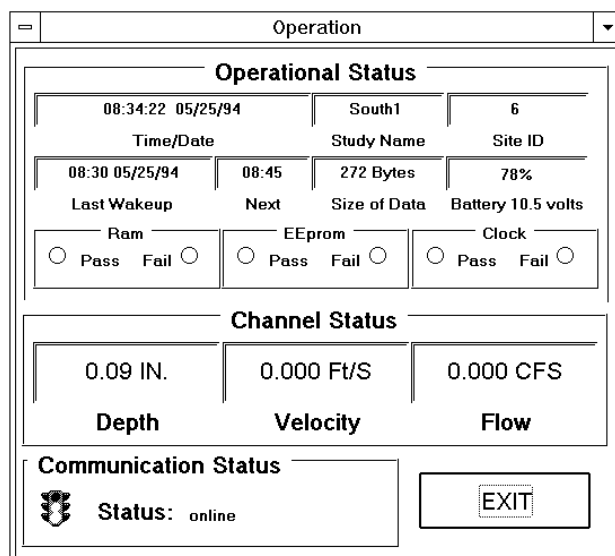 Operation
Operational Status
08:34:22 05/25/94 South1 6
Time/Date Study Name Site ID
08:30 05/25/94 08:45 272 Bytes 78%
Last Wakeup Next Size of Data Battery 10.5 volts
Ram EEprom Clock
Pass Fail Pass Fail Pass Fail
Channel Status
0.09 IN. 0.000 Ft/S 0.000 CFS
Depth Velocity Flow
Communication Status
Status: online
EXIT